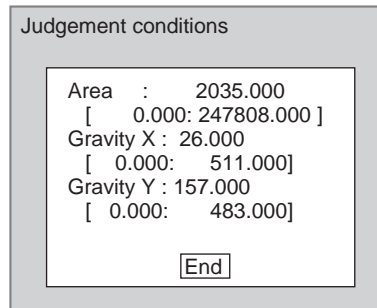 Judgement conditions
Area : 2035.000
[ 0.000: 247808.000 ]
Gravity X : 26.000
[ 0.000: 511.000]
Gravity Y : 157.000
[ 0.000: 483.000]
End